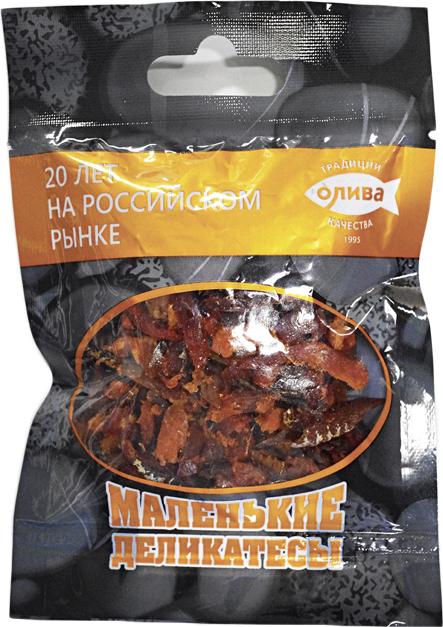 20 ЛЕТ
НА РОССИЙСКОМ
РЫНКЕ
ТРАДИЦИИ
ОЛИВА
КАЧЕСТВА
1995
МАЛЕНЬКИЕ
ДЕЛИКАТЕСЫ